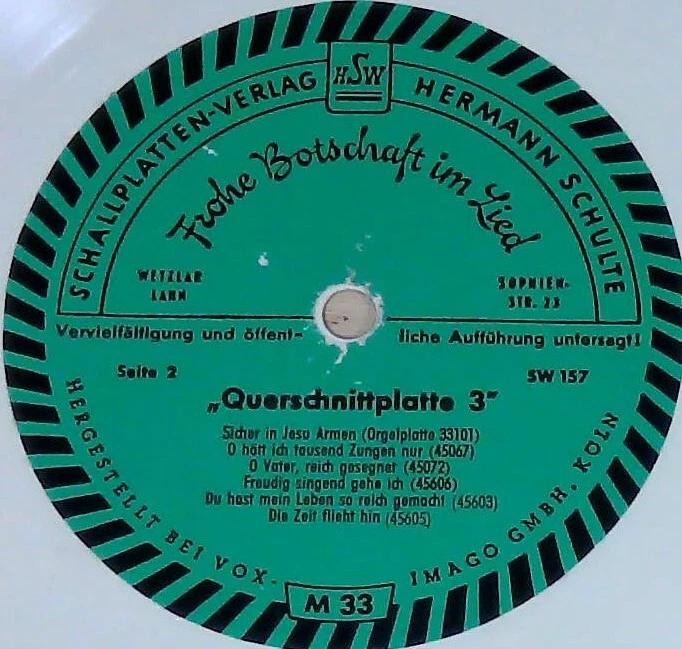 SCHALLPLATTEN-VERLAG HSW HERMANN SCHULTE
Frohe Botschaft im Lied
WETZLAR
LAHN
SOPHIEN-
STR. 23
Vervielfältigung und öffent- liche Aufführung untersagt!
Seite 2
SW 157
„Querschnittplatte 3"
Sicher in Jesu Armen (Orgelplatte 33101)
O hätt ich tausend Zungen nur (45067)
O Vater, reich gesegnet (45072)
Freudig singend gehe ich (45606)
Du hast mein Leben so reich gemacht (45603)
Die Zeit flieht hin (45605)
HERGESTELLT BEI VOX- IMAGO GMBH. KÖLN
M 33